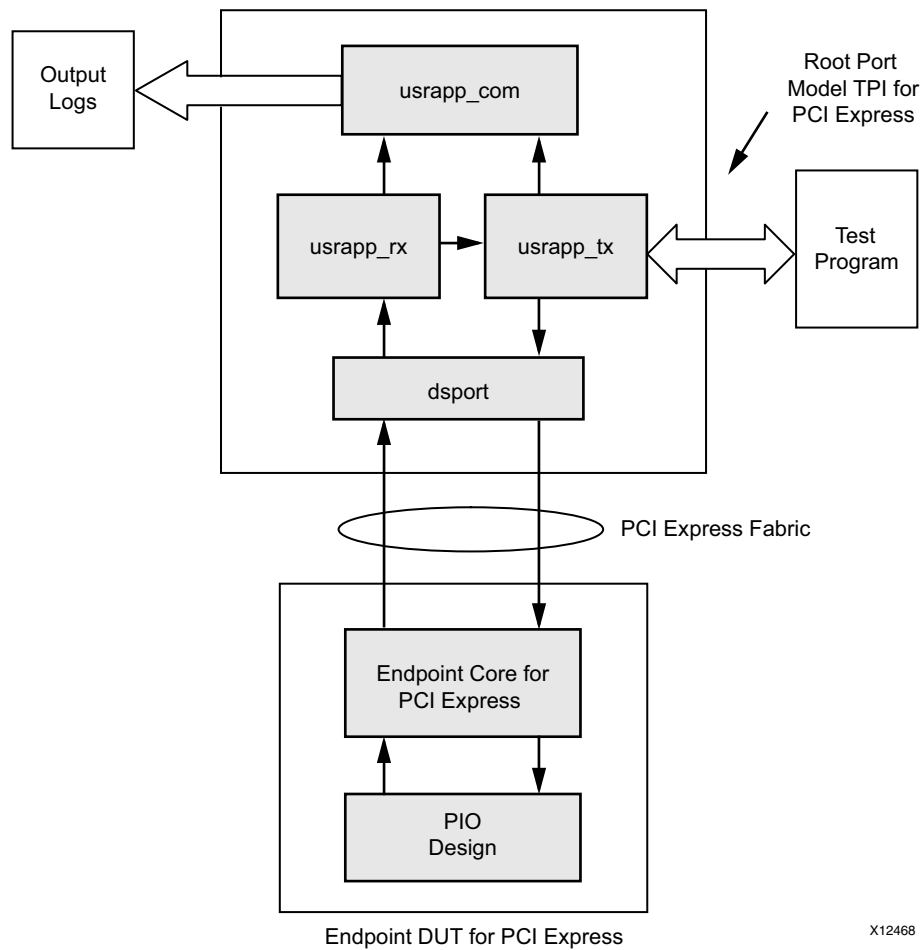 Output
Logs
usrapp_com
Root Port
Model TPI for
PCI Express
usrapp_rx
usrapp_tx
Test
Program
dsport
PCI Express Fabric
Endpoint Core for
PCI Express
PIO
Design
Endpoint DUT for PCI Express
X12468